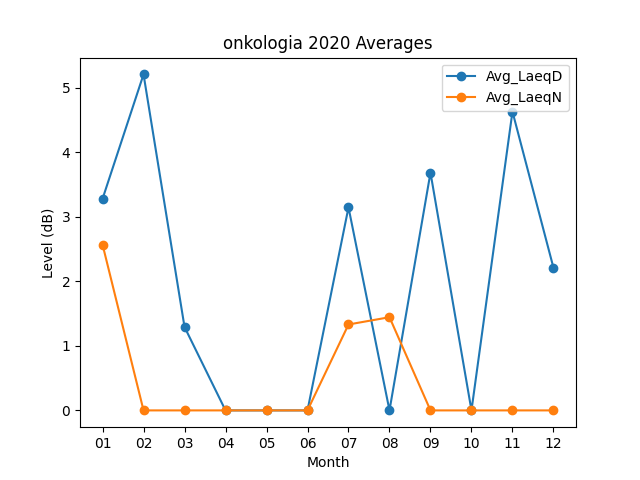 onkologia 2020 Averages
Avg_LaeqD
Avg_LaeqN
Level (dB)
5
4
3
2
1
0
01 02 03 04 05 06 07 08 09 10 11 12
Month